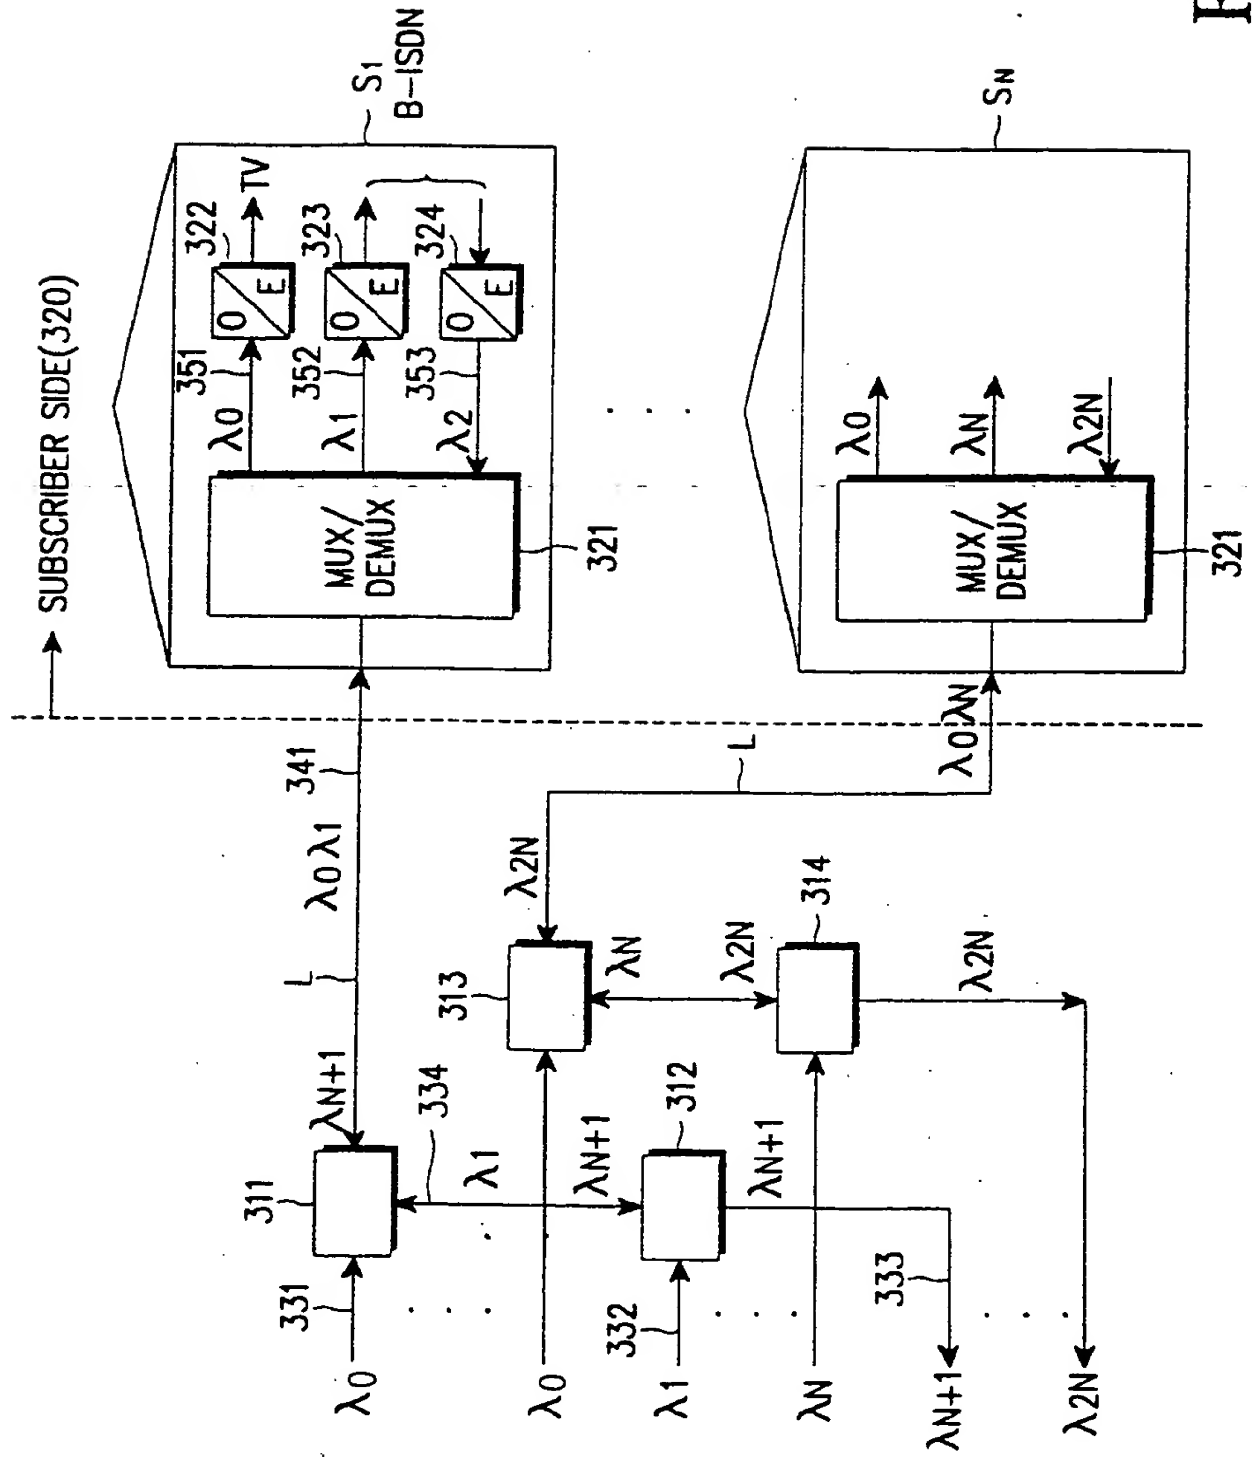 SUBSCRIBER SIDE(320)
S1
B-ISDN
TV
322
323
324
O
E
O
E
O
E
351
352
353
λ0
λ1
λ2
MUX/
DEMUX
321
341
λ0 λ1
L
λN+1
311
334
λ1
λN+1
331
λ0
SN
λ0
λN
λ2N
MUX/
DEMUX
321
λ0 λN
L
λ2N
313
λN
λ2N
314
λ2N
312
λN+1
λ0
332
λ1
λN
333
λN+1
λ2N